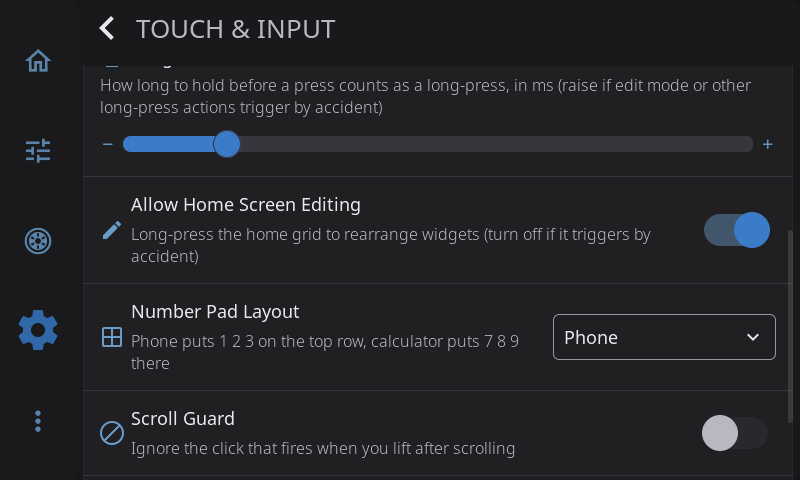 TOUCH & INPUT
How long to hold before a press counts as a long-press, in ms (raise if edit mode or other
long-press actions trigger by accident)
Allow Home Screen Editing
Long-press the home grid to rearrange widgets (turn off if it triggers by
accident)
Number Pad Layout
Phone puts 1 2 3 on the top row, calculator puts 7 8 9
there
Phone
Scroll Guard
Ignore the click that fires when you lift after scrolling